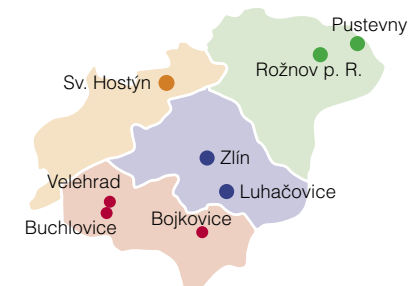 Pustevny
Rožnov p. R.
Sv. Hostýn
Zlín
Velehrad
Luhačovice
Bojkovice
Buchlovice